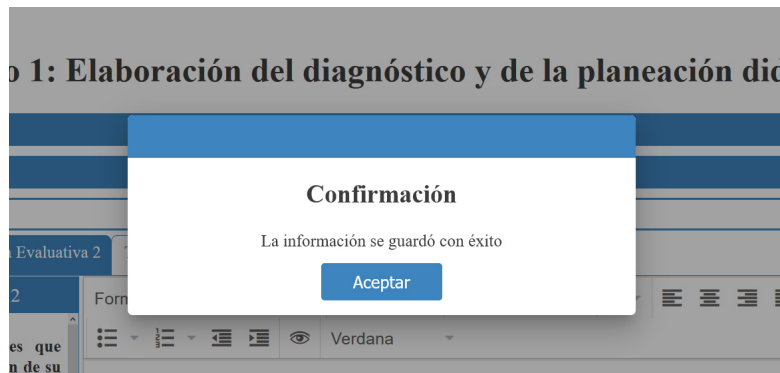 o 1: Elaboración del diagnóstico y de la planeación did
Confirmación
La información se guardó con éxito
Aceptar
Evaluativa 2
2
Form
Verdana
es que
n de su